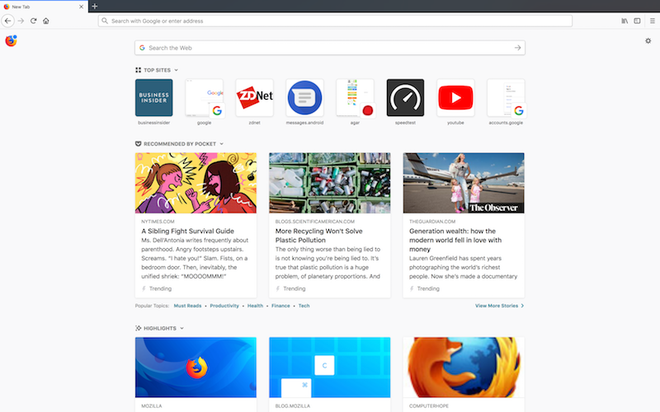 New Tab
Search with Google or enter address
Search the Web
TOP SITES
BUSINESS
INSIDER
Google
ZDNet
businessinsider
google
zdnet
messages.android
agar
speedtest
youtube
accounts.google
RECOMMENDED BY POCKET
The Observer
NYTIMES.COM
A Sibling Fight Survival Guide
Ms. Dell'Antonia writes frequently about
parenthood. Angry footsteps upstairs.
Screams. "I hate you!" Slam. Fists, on a
bedroom door. Then, inevitably, the
unified shriek: "MOOOOMMM!"
Trending
BLOGS.SCIENTIFICAMERICAN.COM
More Recycling Won't Solve
Plastic Pollution
The only thing worse than being lied to
is not knowing you're being lied to. It's
true that plastic pollution is a huge
problem, of planetary proportions. And
Trending
THEGUARDIAN.COM
Generation wealth: how the
modern world fell in love with
money
Lauren Greenfield has spent years
photographing the world's richest
people. Now she's made a documentary
Trending
Popular Topics: Must Reads • Productivity • Health • Finance • Tech
View More Stories
HIGHLIGHTS
C
⌘
MOZILLA
BLOG.MOZILLA
COMPUTERHOPE